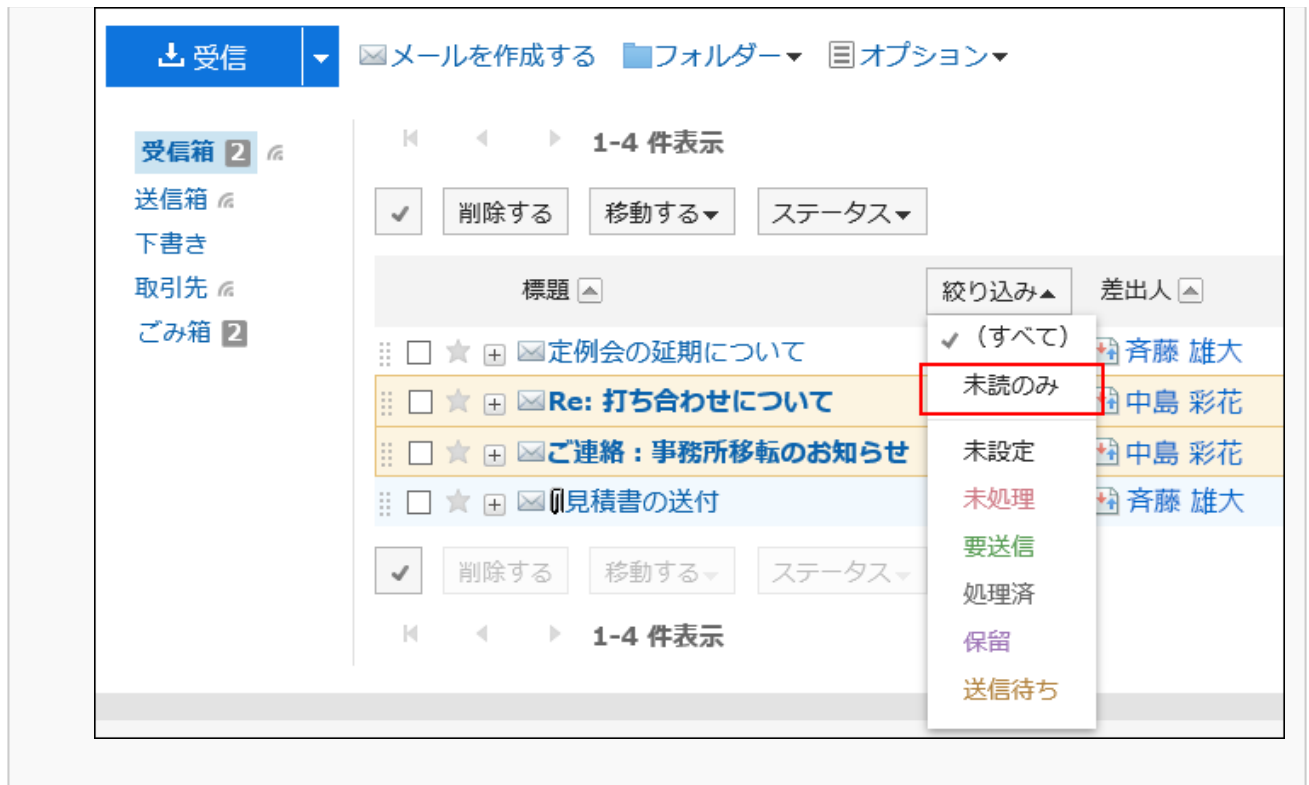 受信 メールを作成する フォルダー オプション
受信箱 2
送信箱
下書き
取引先
ごみ箱 2
1-4 件表示
削除する 移動する ステータス
標題 絞り込み 差出人
定例会の延期について 斉藤 雄大
Re: 打ち合わせについて 中島 彩花
ご連絡：事務所移転のお知らせ 中島 彩花
見積書の送付 斉藤 雄大
(すべて)
未読のみ
未設定
未処理
要送信
処理済
保留
送信待ち
削除する 移動する ステータス
1-4 件表示